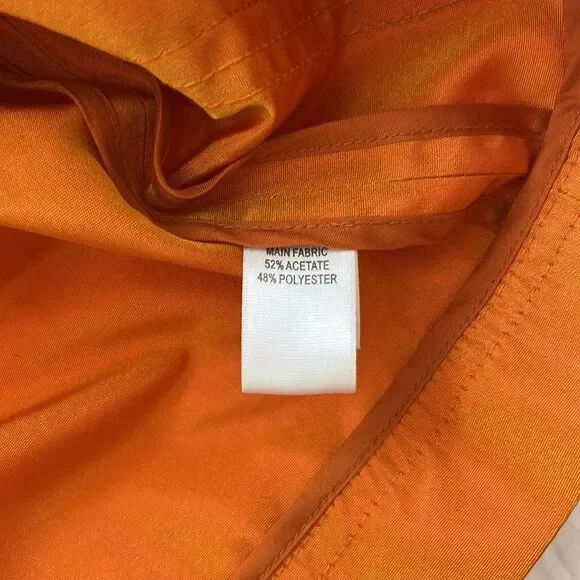 MAIN FABRIC
52% ACETATE
48% POLYESTER